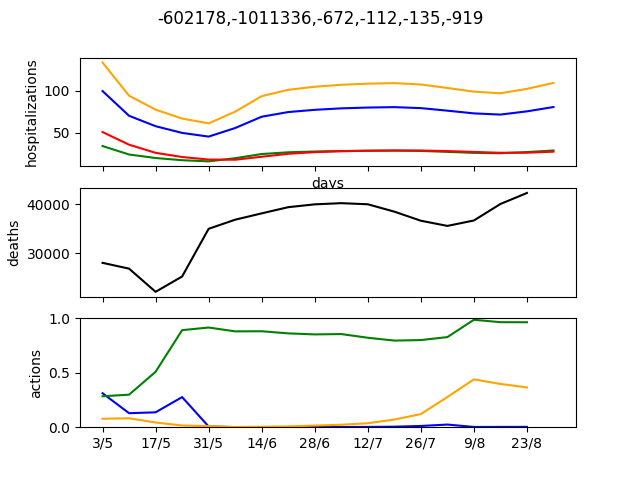 -602178,-1011336,-672,-112,-135,-919
hospitalizations
100
50
days
deaths
40000
30000
actions
1.0
0.5
0.0
3/5 17/5 31/5 14/6 28/6 12/7 26/7 9/8 23/8